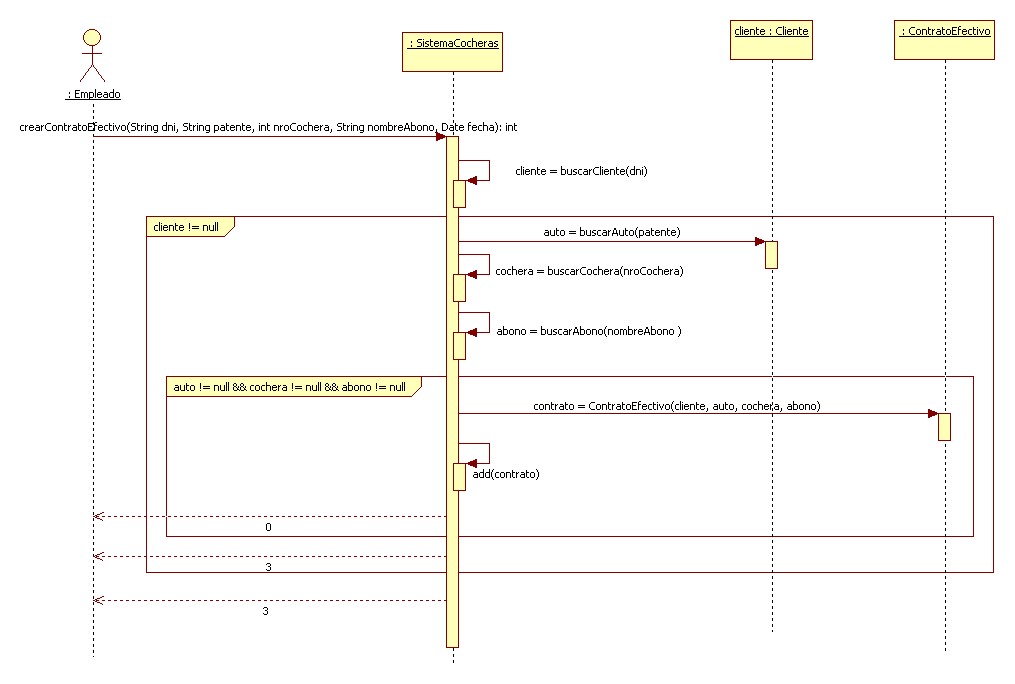 cliente : Cliente
: ContratoEfectivo
: SistemaCocheras
: Empleado
crearContratoEfectivo(String dni, String patente, int nroCochera, String nombreAbono, Date fecha): int
cliente = buscarCliente(dni)
cliente != null
auto = buscarAuto(patente)
cochera = buscarCochera(nroCochera)
abono = buscarAbono(nombreAbono )
auto != null && cochera != null && abono != null
contrato = ContratoEfectivo(cliente, auto, cochera, abono)
add(contrato)
0
3
3